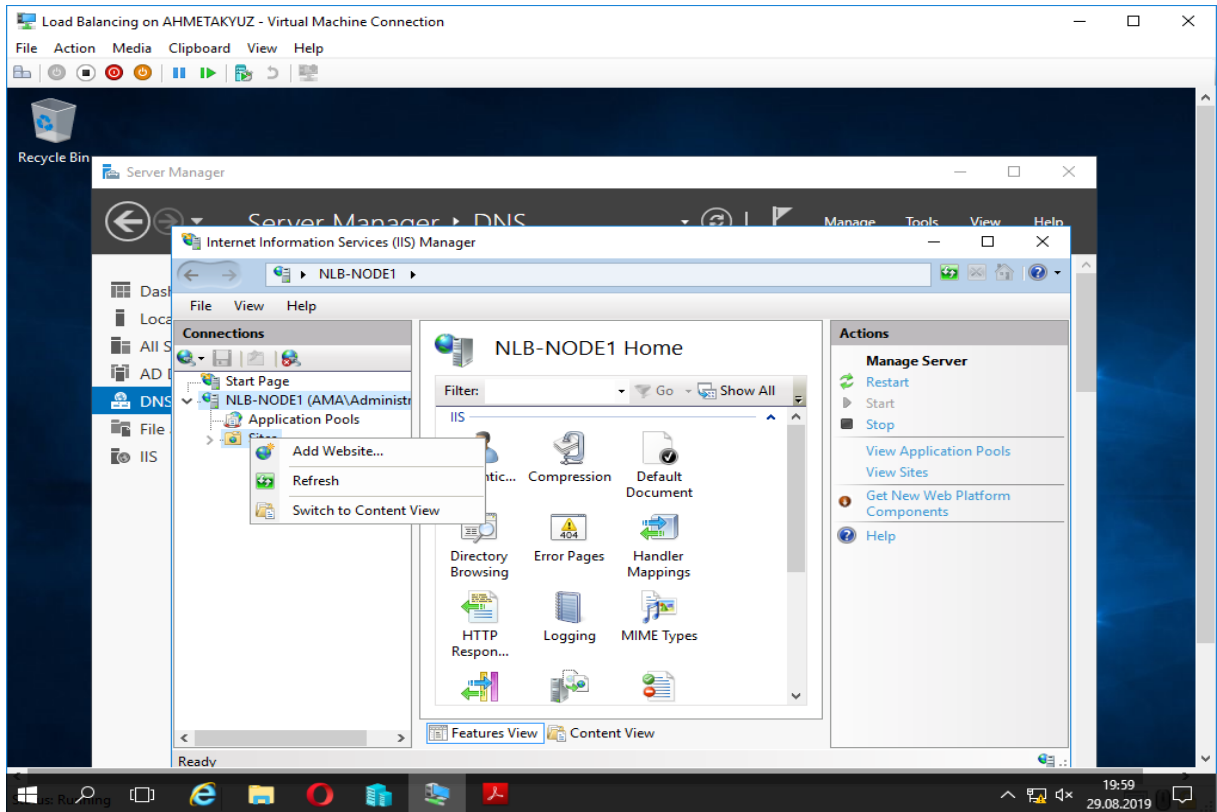 Load Balancing on AHMETAKYUZ - Virtual Machine Connection
File Action Media Clipboard View Help
Recycle Bin
Server Manager
Server Manager DNS
Manage Tools View Help
Internet Information Services (IIS) Manager
NLB-NODE1
File View Help
Connections
Start Page
NLB-NODE1 (AMA\Administr
Application Pools
Sites
Add Website...
Refresh
Switch to Content View
Dash
Loca
All S
AD D
DNS
File
IIS
NLB-NODE1 Home
Filter:
Go
Show All
IIS
Compression
Default
Document
Directory
Browsing
Error Pages
404
Handler
Mappings
HTTP
Respon...
Logging
MIME Types
Features View
Content View
Actions
Manage Server
Restart
Start
Stop
View Application Pools
View Sites
Get New Web Platform
Components
Help
Ready
Status: Running
19:59
29.08.2019